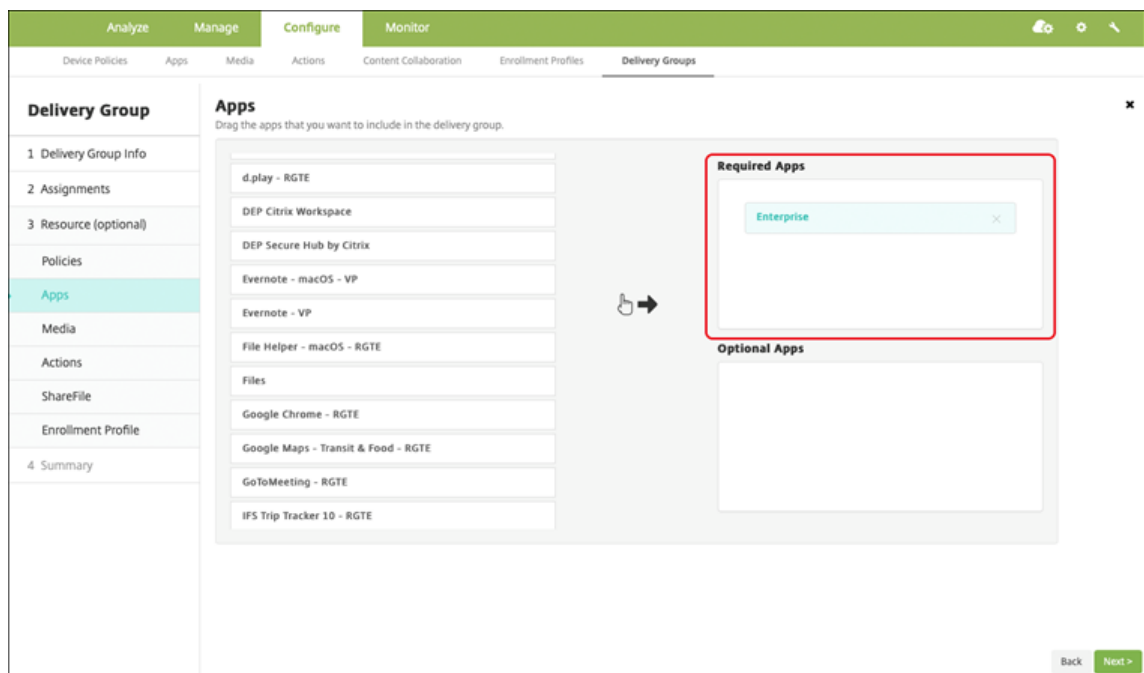 Analyze Manage Configure Monitor
Device Policies Apps Media Actions Content Collaboration Enrollment Profiles Delivery Groups
Delivery Group
1 Delivery Group Info
2 Assignments
3 Resource (optional)
Policies
Apps
Media
Actions
ShareFile
Enrollment Profile
4 Summary
Apps
Drag the apps that you want to include in the delivery group.
d.play - RGTE
DEP Citrix Workspace
DEP Secure Hub by Citrix
Evernote - macOS - VP
Evernote - VP
File Helper - macOS - RGTE
Files
Google Chrome - RGTE
Google Maps - Transit & Food - RGTE
GoToMeeting - RGTE
IFS Trip Tracker 10 - RGTE
Required Apps
Enterprise
Optional Apps
Back Next >